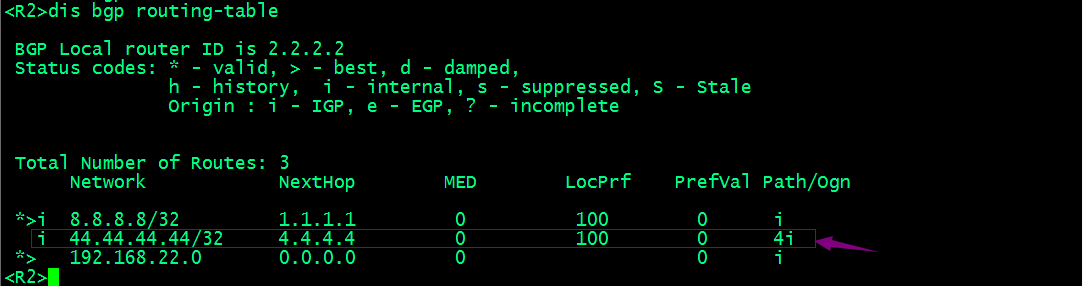 <R2>dis bgp routing-table
BGP Local router ID is 2.2.2.2
Status codes: * - valid, > - best, d - damped,
h - history,  i - internal, s - suppressed, S - Stale
Origin : i - IGP, e - EGP, ? - incomplete
Total Number of Routes: 3
Network NextHop MED LocPrf PrefVal Path/Ogn
*>i 8.8.8.8/32 1.1.1.1 0 100 0 i
i 44.44.44.44/32 4.4.4.4 0 100 0 4i
*> 192.168.22.0 0.0.0.0 0 0 i
<R2>